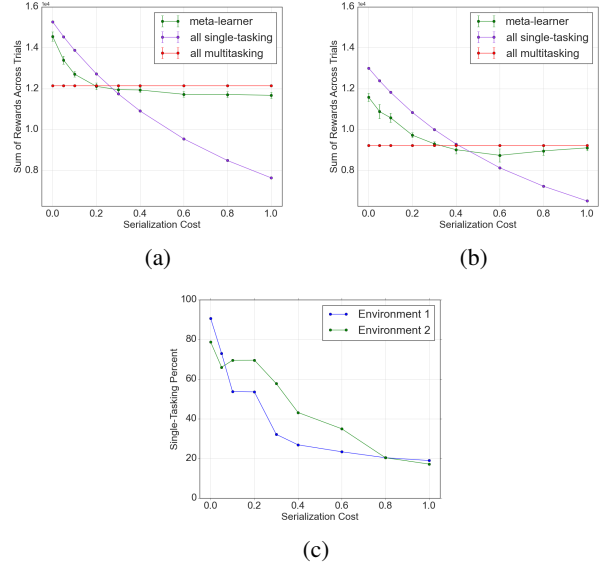 1.6 1e4
1.4
1.2
1.0
0.8
0.0 0.2 0.4 0.6 0.8 1.0
Serialization Cost
Sum of Rewards Across Trials
meta-learner
all single-tasking
all multitasking
(a)
1.6 1e4
1.4
1.2
1.0
0.8
0.0 0.2 0.4 0.6 0.8 1.0
Serialization Cost
Sum of Rewards Across Trials
meta-learner
all single-tasking
all multitasking
(b)
100
80
60
40
20
0
0.0 0.2 0.4 0.6 0.8 1.0
Serialization Cost
Single-Tasking Percent
Environment 1
Environment 2
(c)